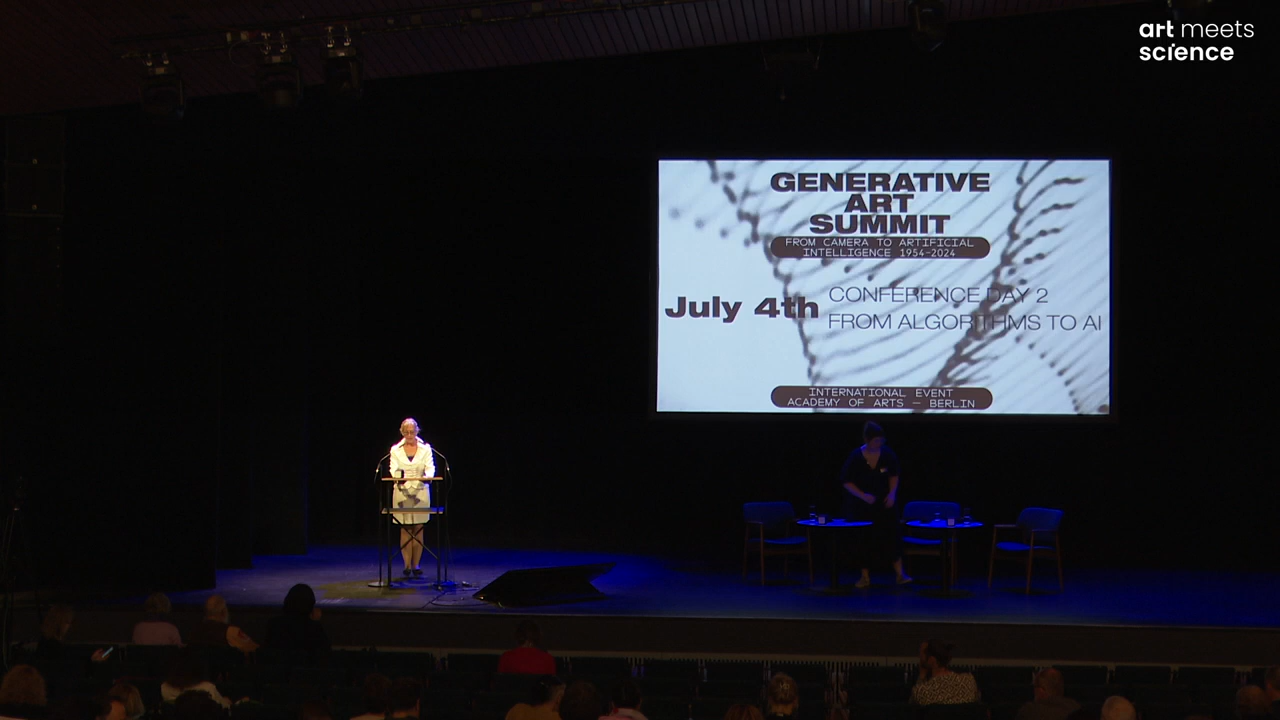 art meets
science
GENERATIVE
ART
SUMMIT
FROM CAMERA TO ARTIFICIAL
INTELLIGENCE 1954-2024
July 4th
CONFERENCE DAY 2
FROM ALGORITHMS TO AI
INTERNATIONAL EVENT
ACADEMY OF ARTS – BERLIN